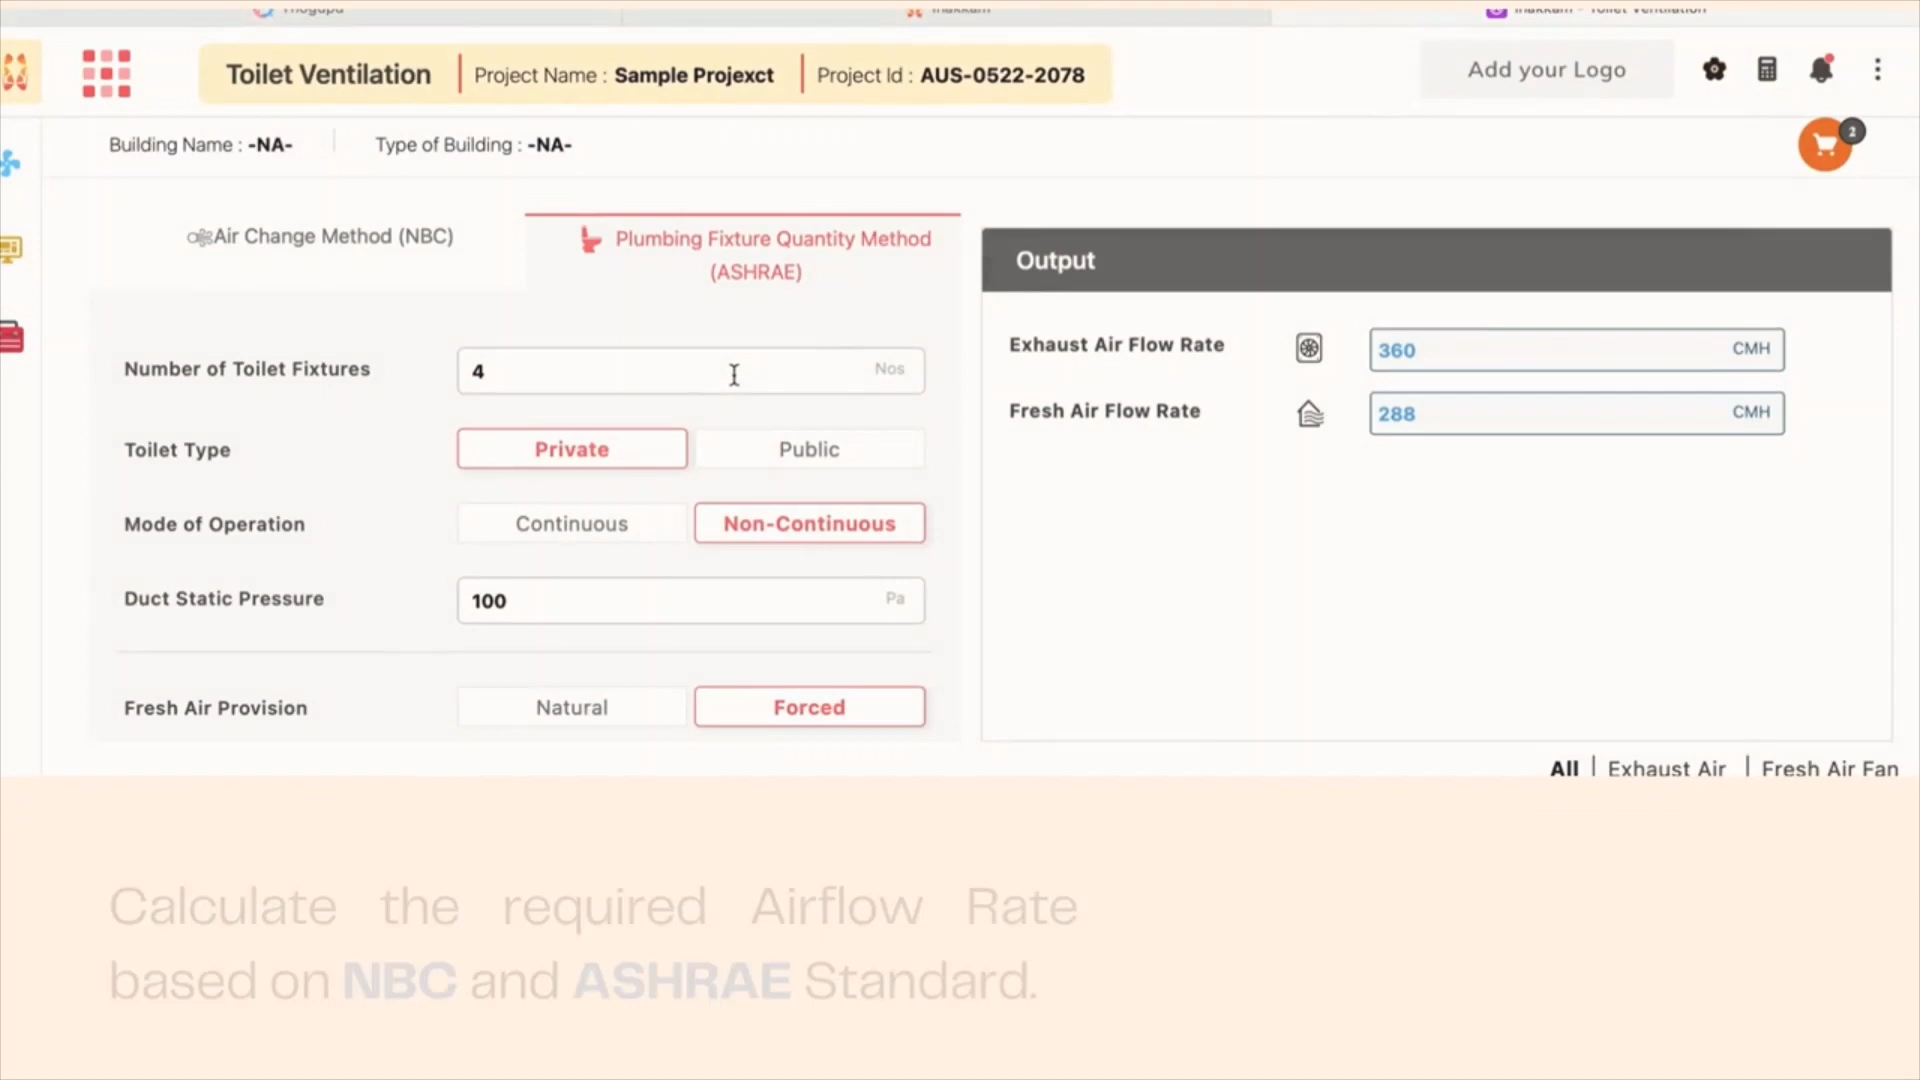 Toilet Ventilation
Project Name : Sample Projexct
Project Id : AUS-0522-2078
Add your Logo
Building Name : -NA-
Type of Building : -NA-
2
Air Change Method (NBC)
Plumbing Fixture Quantity Method
(ASHRAE)
Number of Toilet Fixtures
4
Nos
Toilet Type
Private
Public
Mode of Operation
Continuous
Non-Continuous
Duct Static Pressure
100
Pa
Fresh Air Provision
Natural
Forced
Output
Exhaust Air Flow Rate
360
CMH
Fresh Air Flow Rate
288
CMH
All | Exhaust Air | Fresh Air Fan
Calculate the required Airflow Rate
based on NBC and ASHRAE Standard.